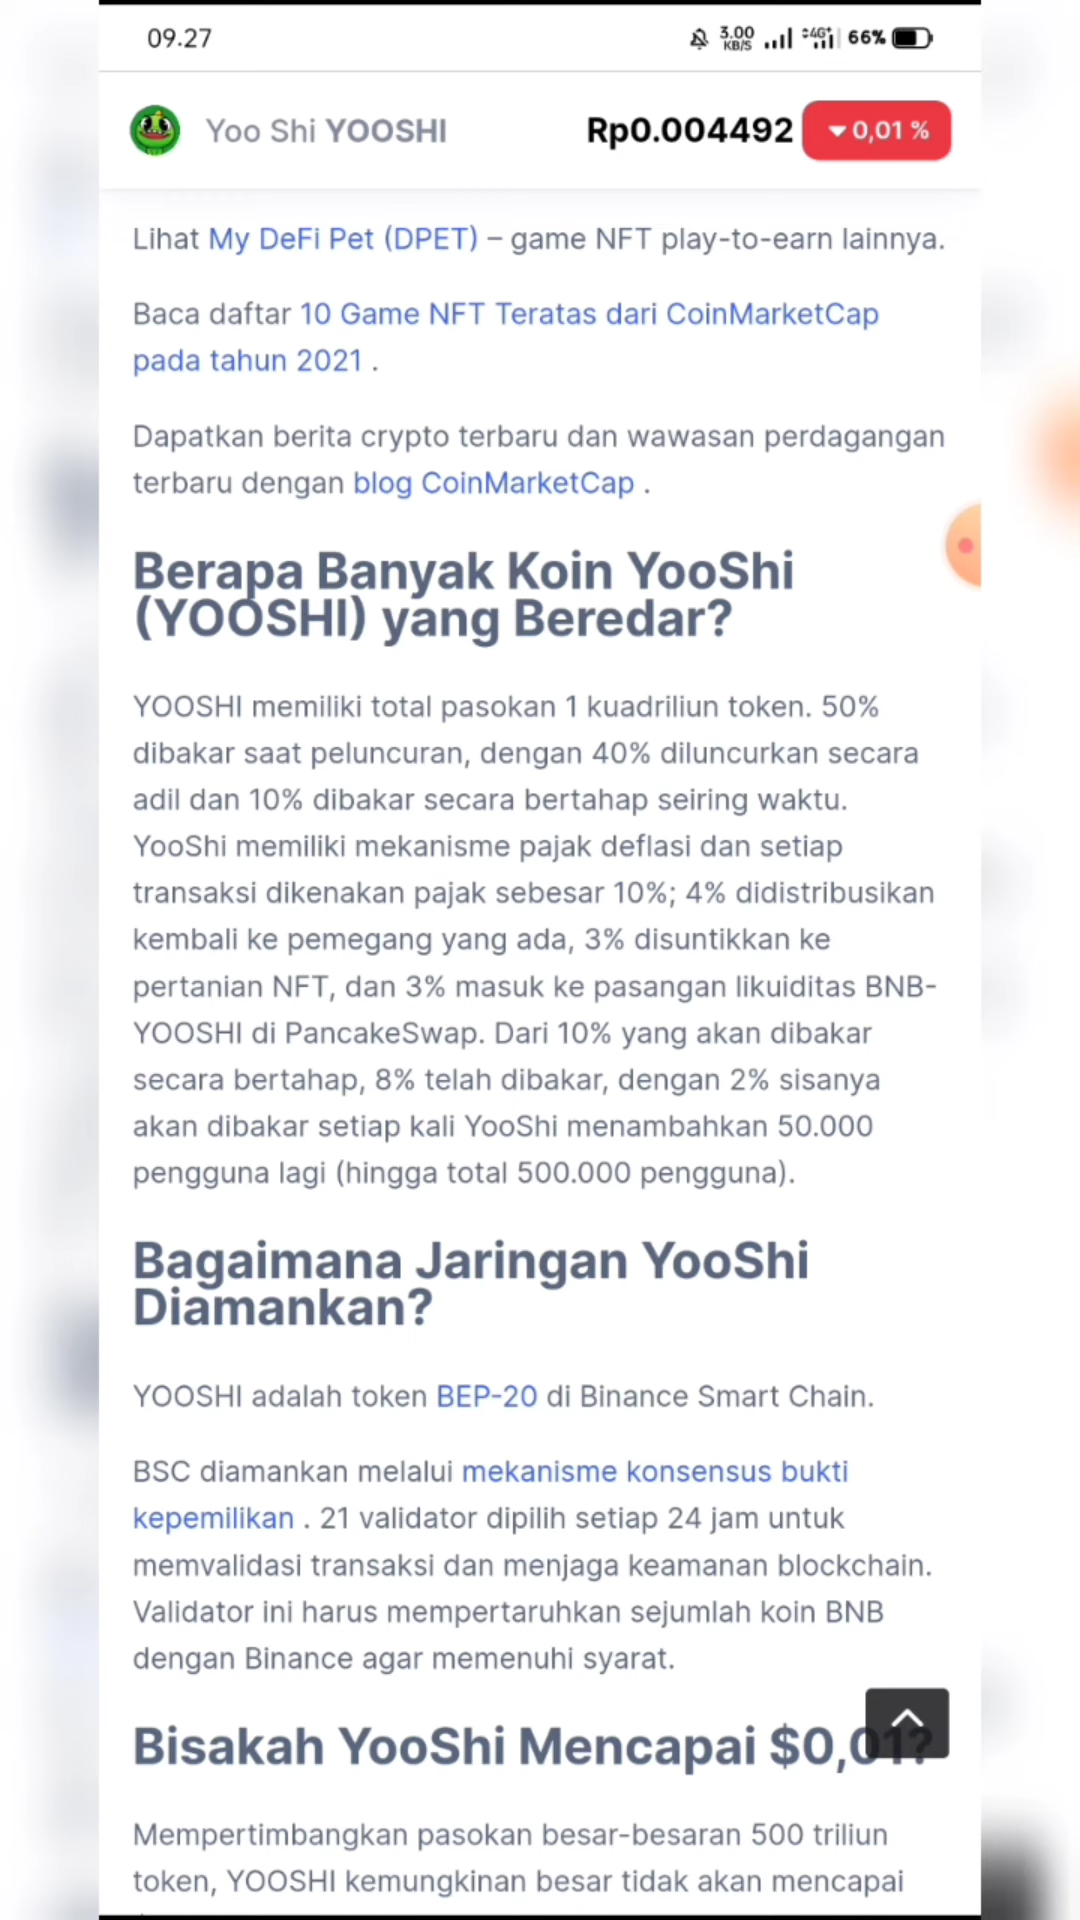 09.27
3.00 KB/S 4G+ 66%
Yoo Shi YOOSHI Rp0.004492 0,01 %
Lihat My DeFi Pet (DPET) – game NFT play-to-earn lainnya.
Baca daftar 10 Game NFT Teratas dari CoinMarketCap
pada tahun 2021 .
Dapatkan berita crypto terbaru dan wawasan perdagangan
terbaru dengan blog CoinMarketCap .
Berapa Banyak Koin YooShi
(YOOSHI) yang Beredar?
YOOSHI memiliki total pasokan 1 kuadriliun token. 50%
dibakar saat peluncuran, dengan 40% diluncurkan secara
adil dan 10% dibakar secara bertahap seiring waktu.
YooShi memiliki mekanisme pajak deflasi dan setiap
transaksi dikenakan pajak sebesar 10%; 4% didistribusikan
kembali ke pemegang yang ada, 3% disuntikkan ke
pertanian NFT, dan 3% masuk ke pasangan likuiditas BNB-
YOOSHI di PancakeSwap. Dari 10% yang akan dibakar
secara bertahap, 8% telah dibakar, dengan 2% sisanya
akan dibakar setiap kali YooShi menambahkan 50.000
pengguna lagi (hingga total 500.000 pengguna).
Bagaimana Jaringan YooShi
Diamankan?
YOOSHI adalah token BEP-20 di Binance Smart Chain.
BSC diamankan melalui mekanisme konsensus bukti
kepemilikan . 21 validator dipilih setiap 24 jam untuk
memvalidasi transaksi dan menjaga keamanan blockchain.
Validator ini harus mempertaruhkan sejumlah koin BNB
dengan Binance agar memenuhi syarat.
Bisakah YooShi Mencapai $0,01?
Mempertimbangkan pasokan besar-besaran 500 triliun
token, YOOSHI kemungkinan besar tidak akan mencapai